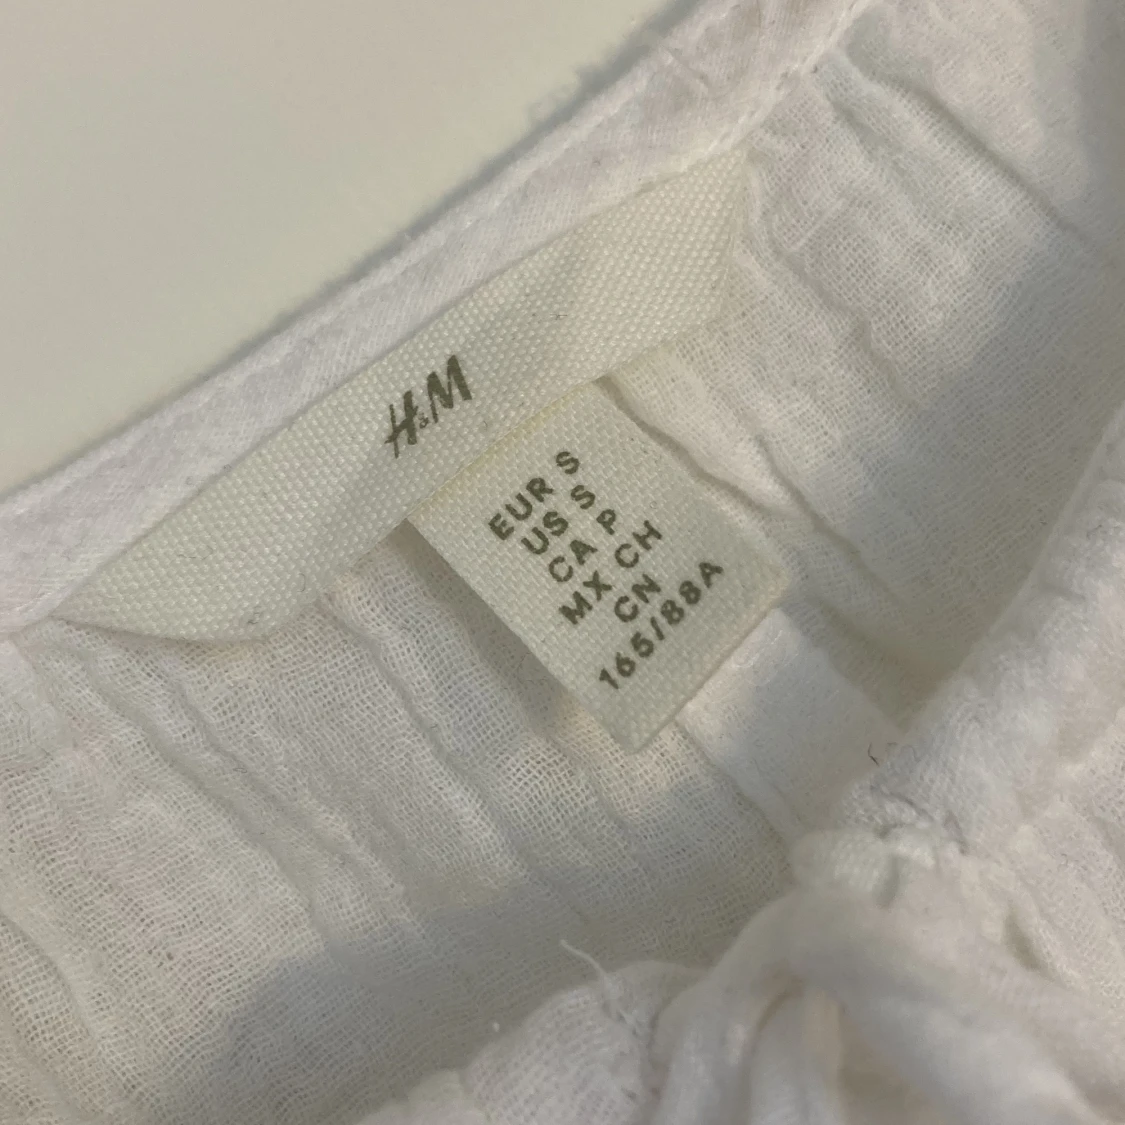 H&M
EUR S
US S
CA P
MX CH
CN
165/88A